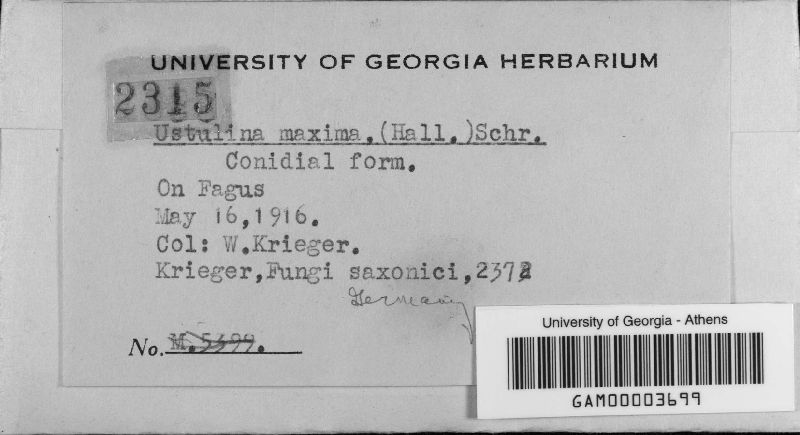 UNIVERSITY OF GEORGIA HERBARIUM
2315
Ustulina maxima,(Hall.)Schr.
Conidial form.
On Fagus
May 16,1916.
Col: W.Krieger.
Krieger,Fungi saxonici,237
Germany
No. M.5399.
University of Georgia - Athens
GAM00003699